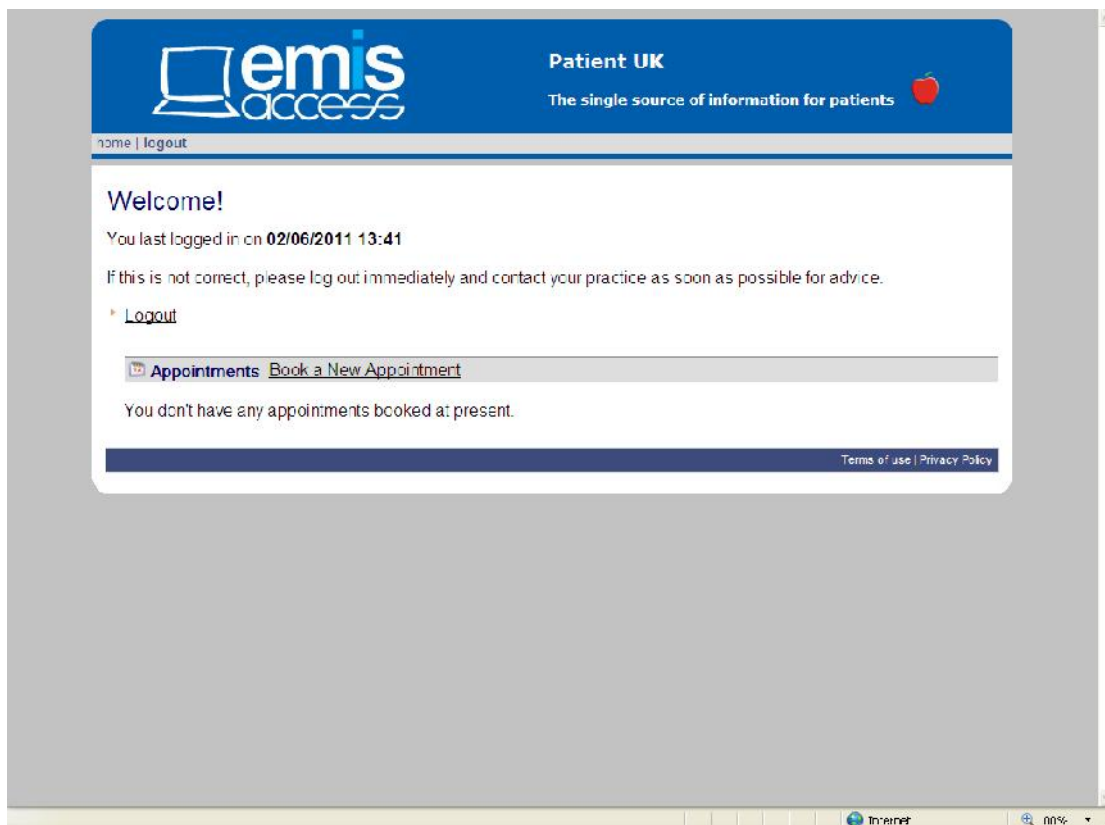 emis
access
Patient UK
The single source of information for patients
home | logout
Welcome!
You last logged in on 02/06/2011 13:41
If this is not correct, please log out immediately and contact your practice as soon as possible for advice.
Logout
Appointments Book a New Appointment
You don't have any appointments booked at present.
Terms of use | Privacy Policy
Internet